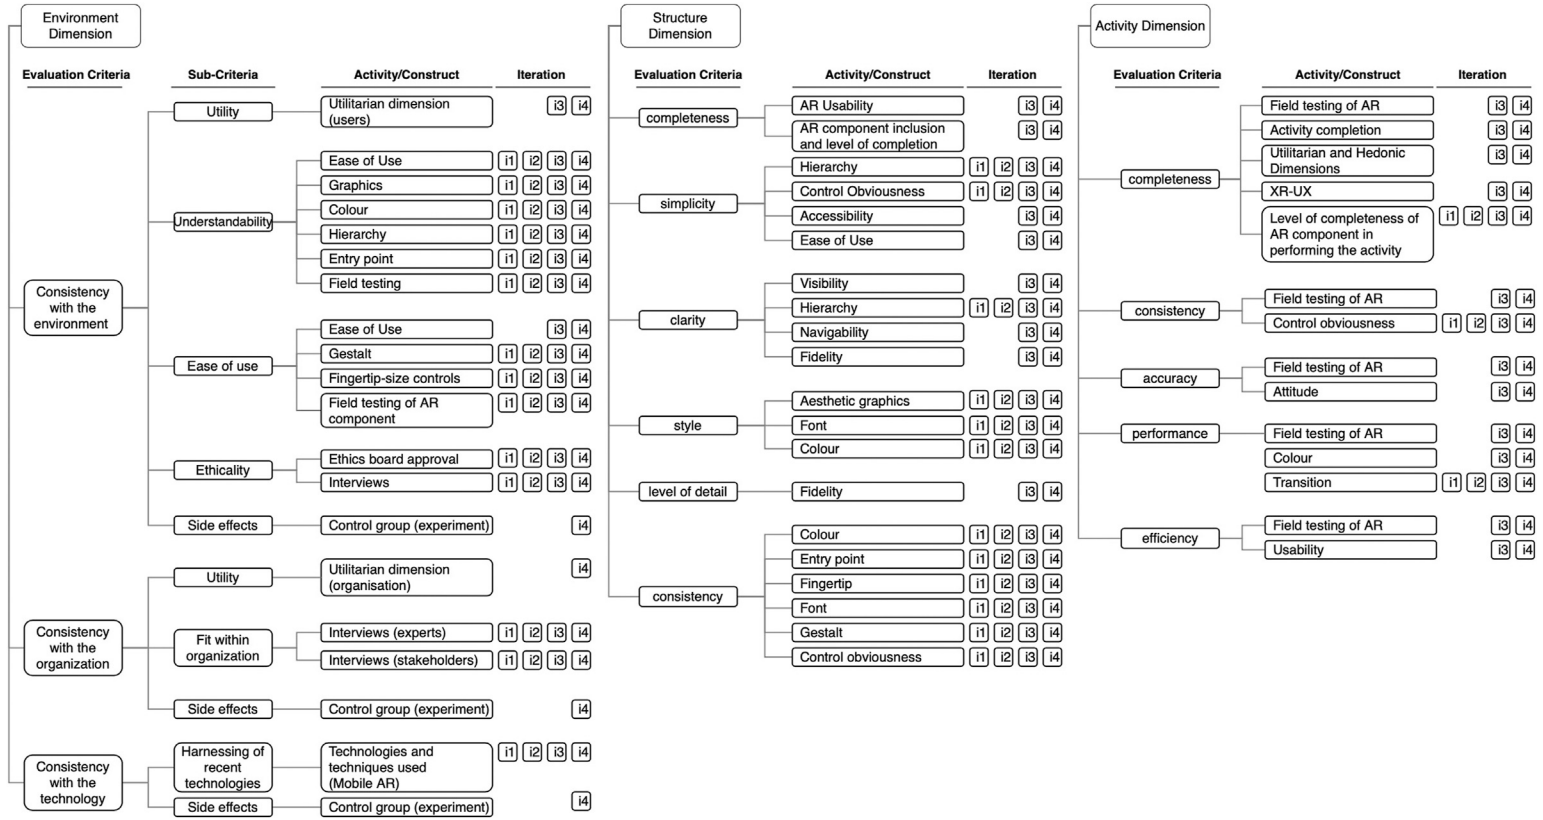 Environment
Dimension
Evaluation Criteria
Sub-Criteria
Activity/Construct
Iteration
Consistency
with the
environment
Utility
Utilitarian dimension
(users)
i3 i4
Understandability
Ease of Use
i1 i2 i3 i4
Graphics
i1 i2 i3 i4
Colour
i1 i2 i3 i4
Hierarchy
i1 i2 i3 i4
Entry point
i1 i2 i3 i4
Field testing
i1 i2 i3 i4
Ease of use
Ease of Use
i3 i4
Gestalt
i1 i2 i3 i4
Fingertip-size controls
i1 i2 i3 i4
Field testing of AR
component
i1 i2 i3 i4
Ethicality
Ethics board approval
i1 i2 i3 i4
Interviews
i1 i2 i3 i4
Side effects
Control group (experiment)
i4
Consistency
with the
organization
Utility
Utilitarian dimension
(organisation)
i4
Fit within
organization
Interviews (experts)
i1 i2 i3 i4
Interviews (stakeholders)
i1 i2 i3 i4
Side effects
Control group (experiment)
i4
Consistency
with the
technology
Harnessing of
recent
technologies
Technologies and
techniques used
(Mobile AR)
i1 i2 i3 i4
Side effects
Control group (experiment)
i4
Structure
Dimension
Evaluation Criteria
Activity/Construct
Iteration
completeness
AR Usability
i3 i4
AR component inclusion
and level of completion
i3 i4
simplicity
Hierarchy
i1 i2 i3 i4
Control Obviousness
i1 i2 i3 i4
Accessibility
i3 i4
Ease of Use
i3 i4
clarity
Visibility
i3 i4
Hierarchy
i1 i2 i3 i4
Navigability
i3 i4
Fidelity
i3 i4
style
Aesthetic graphics
i1 i2 i3 i4
Font
i1 i2 i3 i4
Colour
i1 i2 i3 i4
level of detail
Fidelity
i3 i4
consistency
Colour
i1 i2 i3 i4
Entry point
i1 i2 i3 i4
Fingertip
i1 i2 i3 i4
Font
i1 i2 i3 i4
Gestalt
i1 i2 i3 i4
Control obviousness
i1 i2 i3 i4
Activity Dimension
Evaluation Criteria
Activity/Construct
Iteration
completeness
Field testing of AR
i3 i4
Activity completion
i3 i4
Utilitarian and Hedonic
Dimensions
i3 i4
XR-UX
i3 i4
Level of completeness of
AR component in
performing the activity
i1 i2 i3 i4
consistency
Field testing of AR
i3 i4
Control obviousness
i1 i2 i3 i4
accuracy
Field testing of AR
i3 i4
Attitude
i3 i4
performance
Field testing of AR
i3 i4
Colour
i3 i4
Transition
i1 i2 i3 i4
efficiency
Field testing of AR
i3 i4
Usability
i3 i4